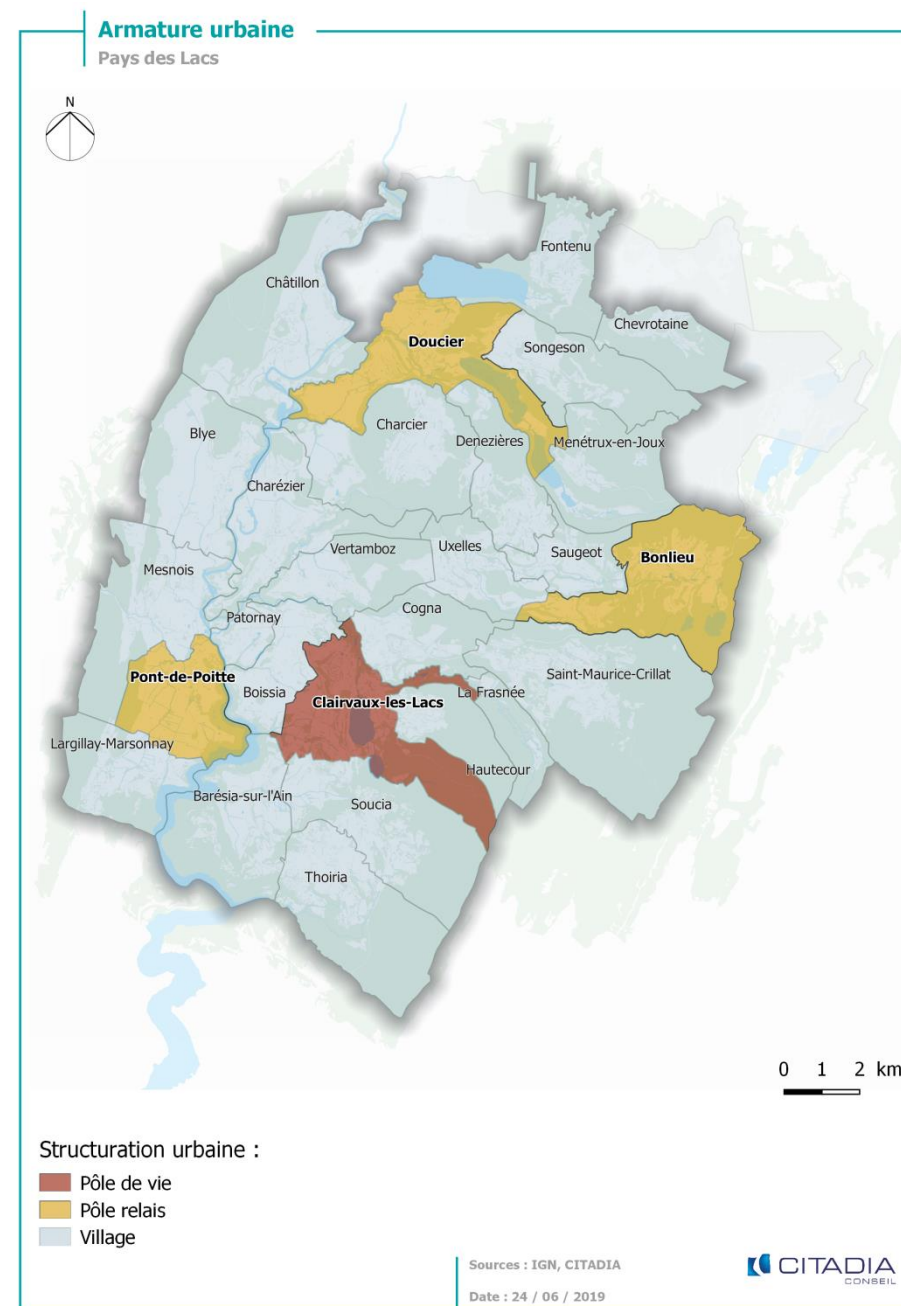 Armature urbaine
Pays des Lacs
N
Fontenu
Châtillon
Chevrotaine
Doucier
Songeson
Charcier
Blye
Denezières
Menétrux-en-Joux
Charézier
Vertamboz
Uxelles
Saugeot
Bonlieu
Mesnois
Cogna
Patornay
Pont-de-Poitte
Saint-Maurice-Crillat
Boissia
La Frasnée
Clairvaux-les-Lacs
Largillay-Marsonnay
Hautecour
Barésia-sur-l'Ain
Soucia
Thoiria
0 1 2 km
Structuration urbaine :
Pôle de vie
Pôle relais
Village
Sources : IGN, CITADIA
Date : 24 / 06 / 2019
CITADIA
CONSEIL